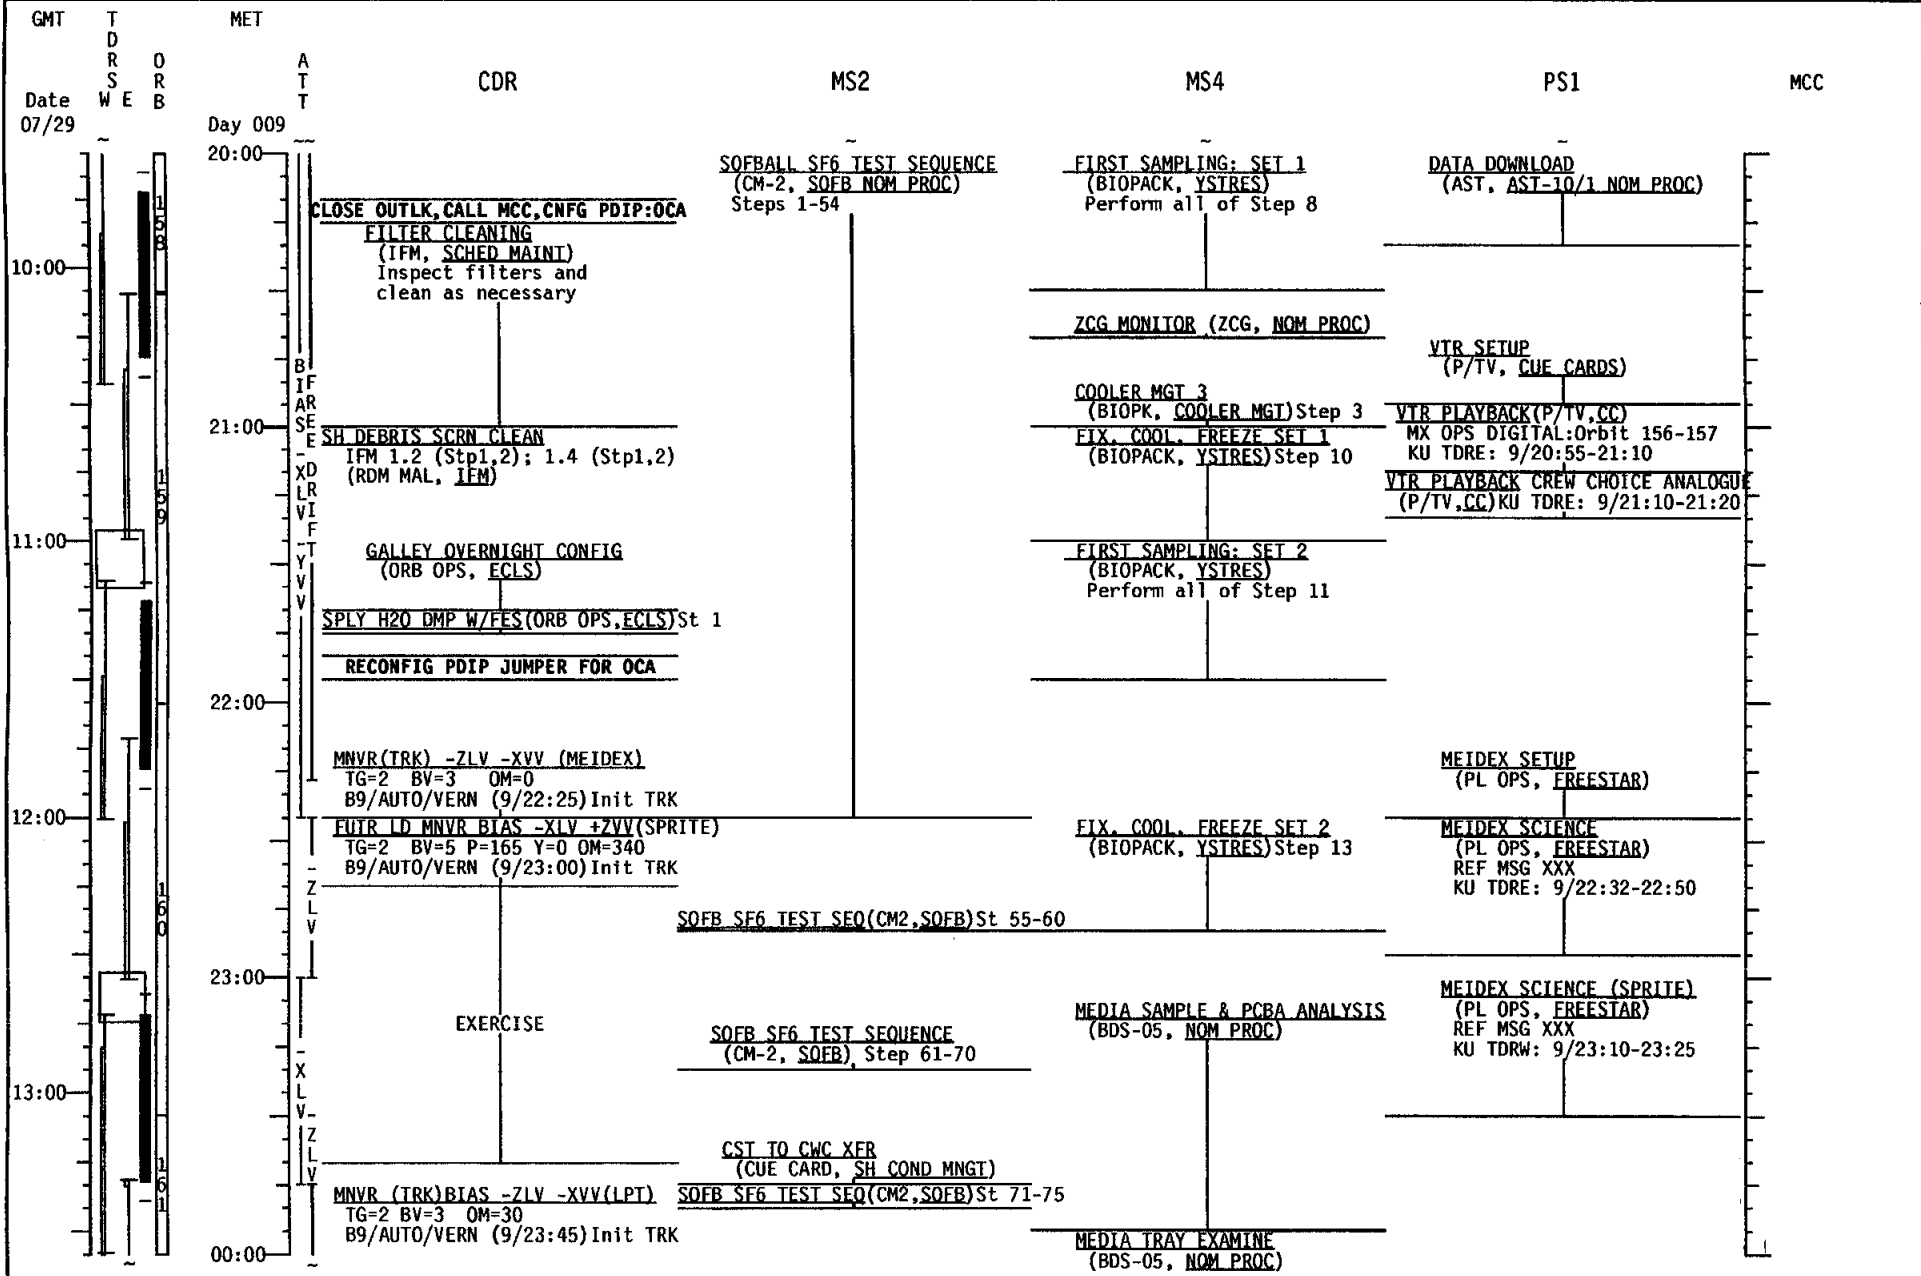 GMT
TDRS
W E
ORB
MET
ATT
CDR
MS2
MS4
PS1
MCC
Date
07/29
Day 009
20:00
21:00
22:00
23:00
00:00
10:00
11:00
12:00
13:00
158
159
160
161
BIAS -XLV -YVV
FREE DRIFT
-ZLV
-XLV
-ZLV
CLOSE OUTLK,CALL MCC,CNFG PDIP:OCA
FILTER CLEANING
(IFM, SCHED MAINT)
Inspect filters and
clean as necessary
SH DEBRIS SCRN CLEAN
IFM 1.2 (Stp1,2); 1.4 (Stp1,2)
(RDM MAL, IFM)
GALLEY OVERNIGHT CONFIG
(ORB OPS, ECLS)
SPLY H2O DMP W/FES(ORB OPS,ECLS)St 1
RECONFIG PDIP JUMPER FOR OCA
MNVR(TRK) -ZLV -XVV (MEIDEX)
TG=2 BV=3 OM=0
B9/AUTO/VERN (9/22:25)Init TRK
FUTR LD MNVR BIAS -XLV +ZVV(SPRITE)
TG=2 BV=5 P=165 Y=0 OM=340
B9/AUTO/VERN (9/23:00)Init TRK
EXERCISE
MNVR (TRK)BIAS -ZLV -XVV(LPT)
TG=2 BV=3 OM=30
B9/AUTO/VERN (9/23:45)Init TRK
SOFBALL SF6 TEST SEQUENCE
(CM-2, SOFB NOM PROC)
Steps 1-54
SOFB SF6 TEST SEQ(CM2,SOFB)St 55-60
SOFB SF6 TEST SEQUENCE
(CM-2, SOFB) Step 61-70
CST TO CWC XFR
(CUE CARD, SH COND MNGT)
SOFB SF6 TEST SEQ(CM2,SOFB)St 71-75
FIRST SAMPLING: SET 1
(BIOPACK, YSTRES)
Perform all of Step 8
ZCG MONITOR (ZCG, NOM PROC)
COOLER MGT 3
(BIOPK, COOLER MGT)Step 3
FIX, COOL, FREEZE SET 1
(BIOPACK, YSTRES)Step 10
FIRST SAMPLING: SET 2
(BIOPACK, YSTRES)
Perform all of Step 11
FIX, COOL, FREEZE SET 2
(BIOPACK, YSTRES)Step 13
MEDIA SAMPLE & PCBA ANALYSIS
(BDS-05, NOM PROC)
MEDIA TRAY EXAMINE
(BDS-05, NOM PROC)
DATA DOWNLOAD
(AST, AST-10/1 NOM PROC)
VTR SETUP
(P/TV, CUE CARDS)
VTR PLAYBACK(P/TV,CC)
MX OPS DIGITAL:Orbit 156-157
KU TDRE: 9/20:55-21:10
VTR PLAYBACK CREW CHOICE ANALOGUE
(P/TV,CC)KU TDRE: 9/21:10-21:20
MEIDEX SETUP
(PL OPS, FREESTAR)
MEIDEX SCIENCE
(PL OPS, FREESTAR)
REF MSG XXX
KU TDRE: 9/22:32-22:50
MEIDEX SCIENCE (SPRITE)
(PL OPS, FREESTAR)
REF MSG XXX
KU TDRW: 9/23:10-23:25